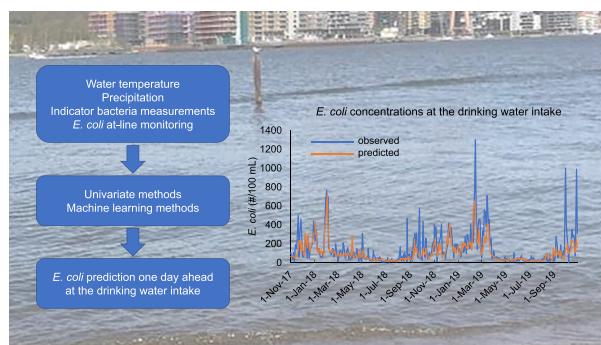 Water temperature
Precipitation
Indicator bacteria measurements
E. coli at-line monitoring
Univariate methods
Machine learning methods
E. coli prediction one day ahead
at the drinking water intake
E. coli concentrations at the drinking water intake
observed
predicted
E. coli (#/100 mL)
1400
1200
1000
800
600
400
200
0
1-Nov-17
1-Jan-18
1-Mar-18
1-May-18
1-Jul-18
1-Sep-18
1-Nov-18
1-Jan-19
1-Mar-19
1-May-19
1-Jul-19
1-Sep-19